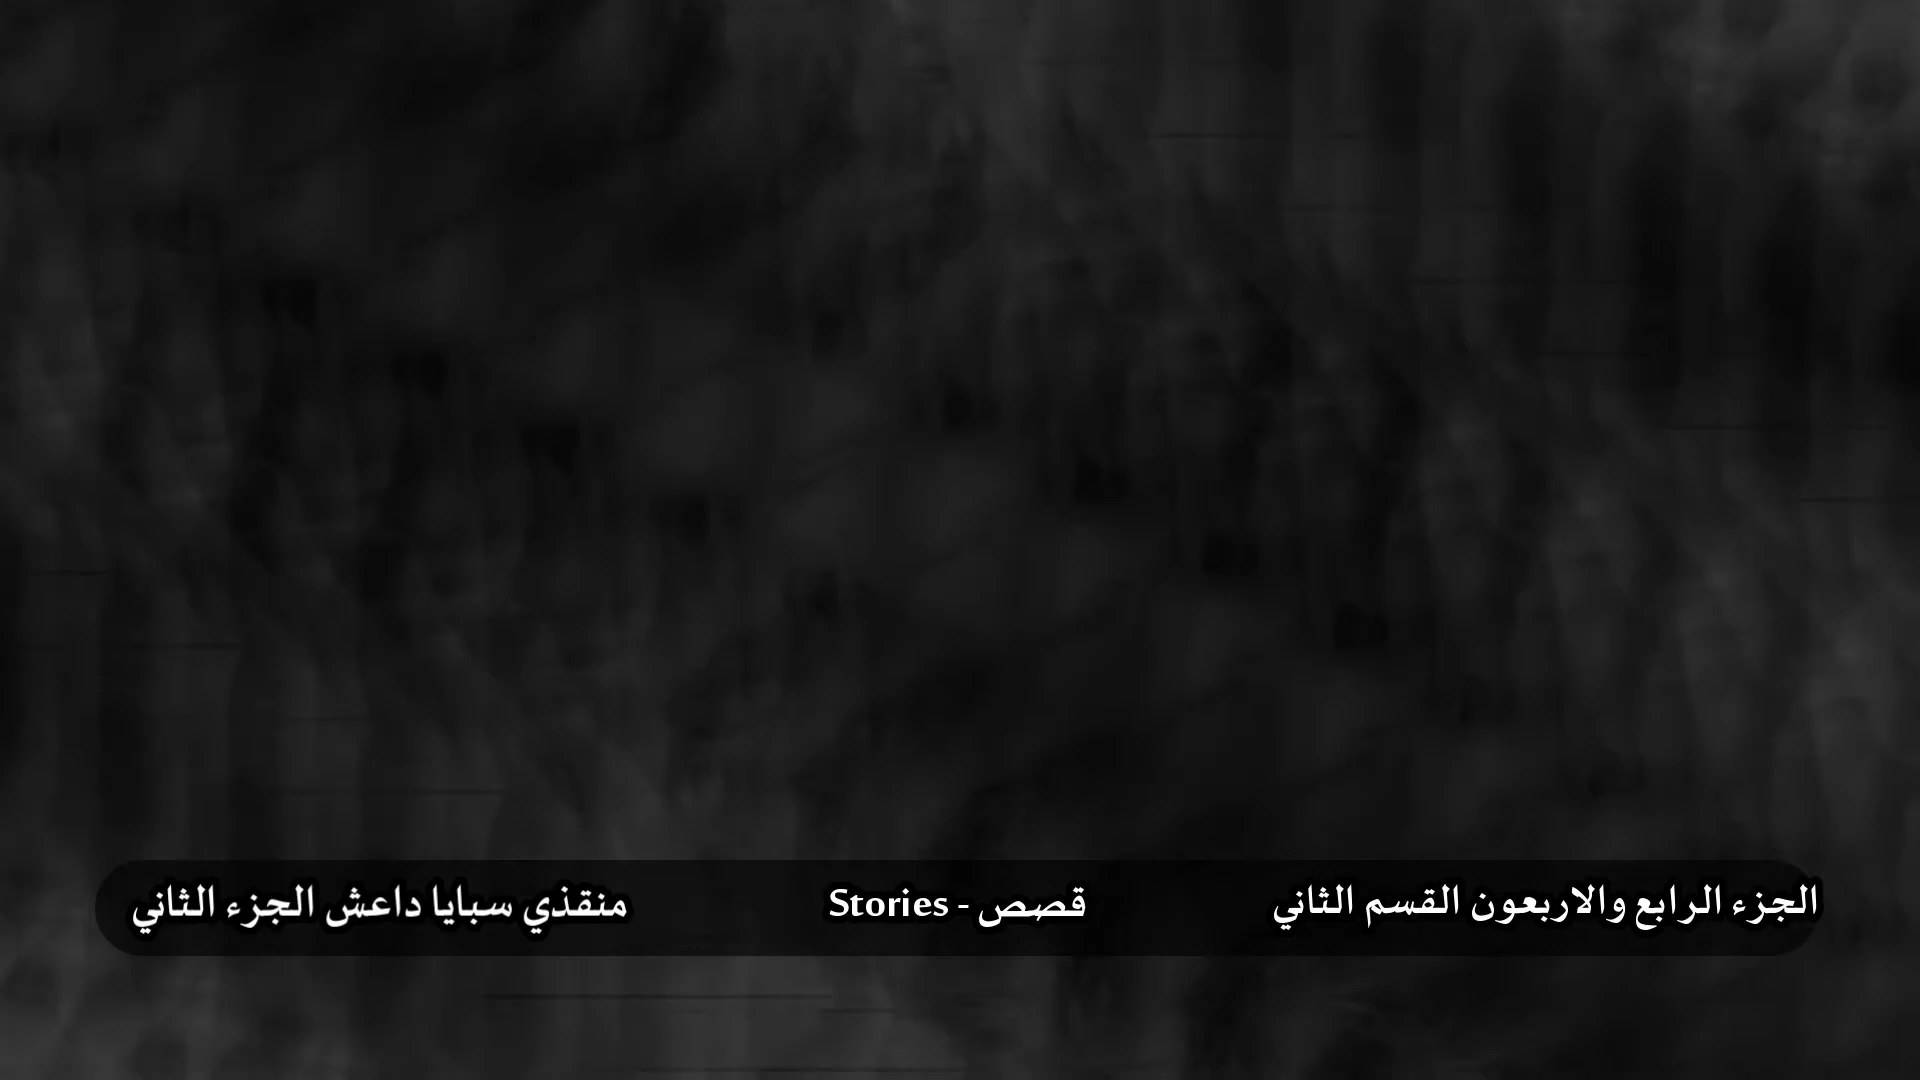 الجزء الرابع والاربعون القسم الثاني
قصص - Stories
منقذي سبايا داعش الجزء الثاني